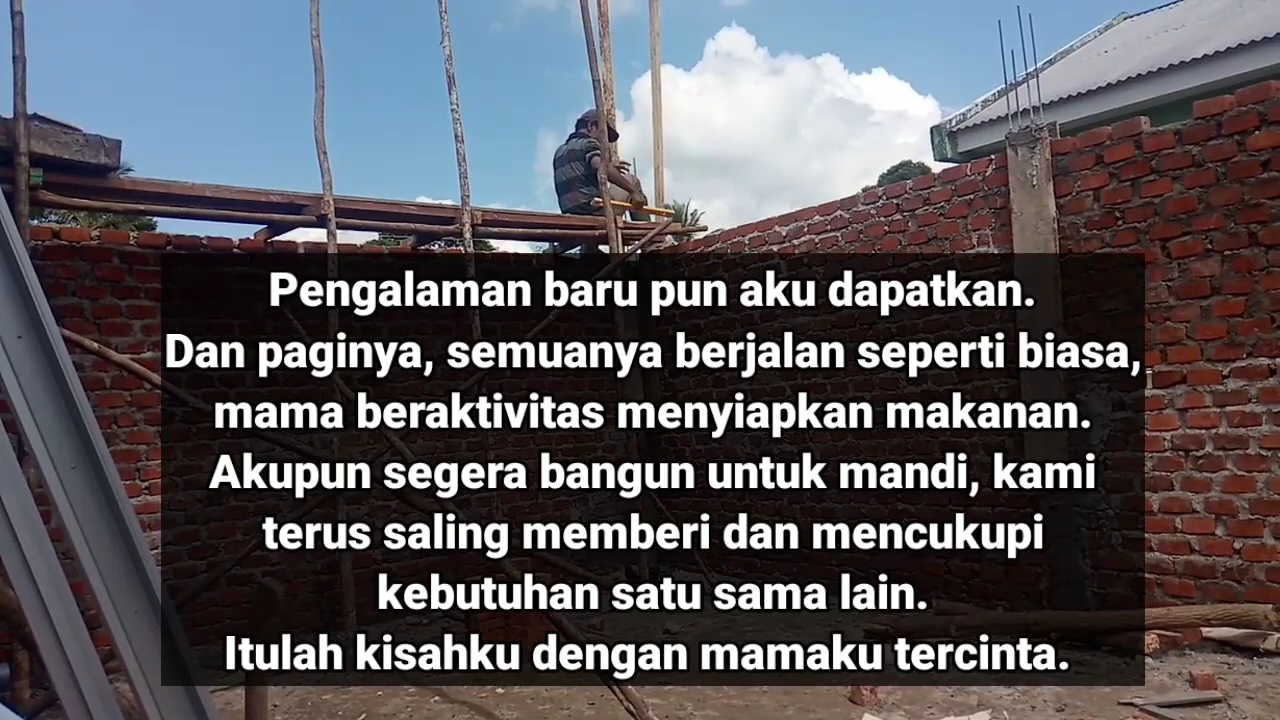 Pengalaman baru pun aku dapatkan.
Dan paginya, semuanya berjalan seperti biasa,
mama beraktivitas menyiapkan makanan.
Akupun segera bangun untuk mandi, kami
terus saling memberi dan mencukupi
kebutuhan satu sama lain.
Itulah kisahku dengan mamaku tercinta.